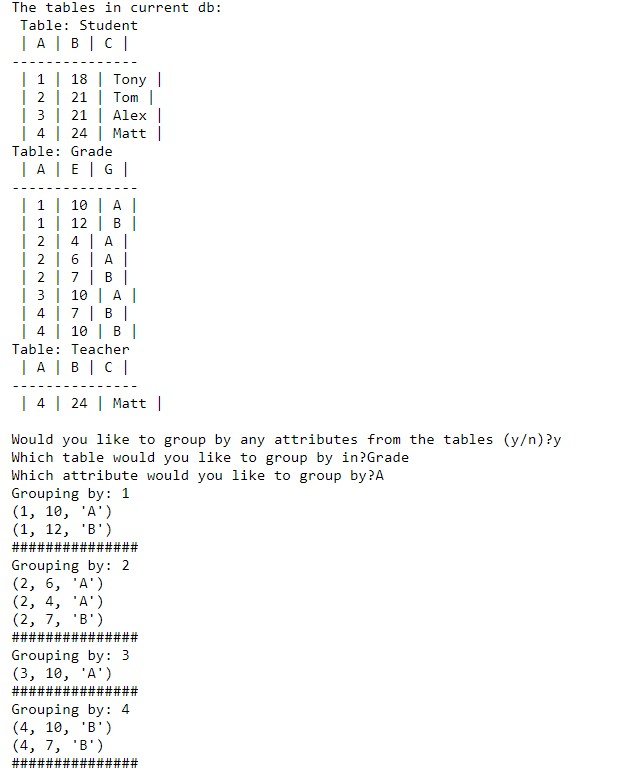 The tables in current db:
Table: Student
| A | B | C |
---------------
| 1 | 18 | Tony |
| 2 | 21 | Tom |
| 3 | 21 | Alex |
| 4 | 24 | Matt |
Table: Grade
| A | E | G |
---------------
| 1 | 10 | A |
| 1 | 12 | B |
| 2 | 4 | A |
| 2 | 6 | A |
| 2 | 7 | B |
| 3 | 10 | A |
| 4 | 7 | B |
| 4 | 10 | B |
Table: Teacher
| A | B | C |
---------------
| 4 | 24 | Matt |
Would you like to group by any attributes from the tables (y/n)?y
Which table would you like to group by in?Grade
Which attribute would you like to group by?A
Grouping by: 1
(1, 10, 'A')
(1, 12, 'B')
###############
Grouping by: 2
(2, 6, 'A')
(2, 4, 'A')
(2, 7, 'B')
###############
Grouping by: 3
(3, 10, 'A')
###############
Grouping by: 4
(4, 10, 'B')
(4, 7, 'B')
###############